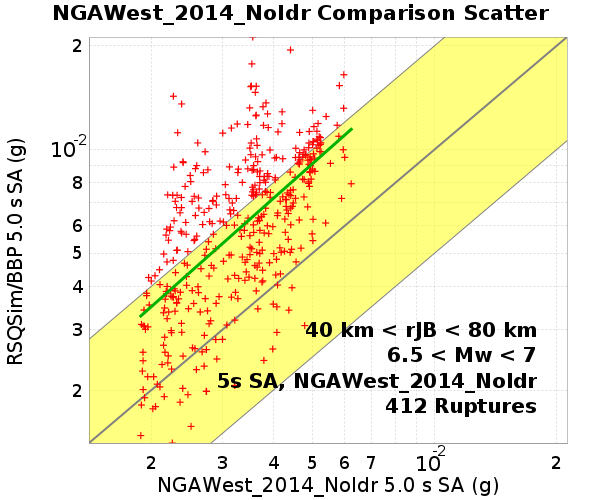 NGAWest_2014_NoIdr Comparison Scatter
RSQSim/BBP 5.0 s SA (g)
2
10-2
8
6
5
4
3
2
40 km < rJB < 80 km
6.5 < Mw < 7
5s SA, NGAWest_2014_NoIdr
412 Ruptures
2 3 4 5 6 7 10-2 2
NGAWest_2014_NoIdr 5.0 s SA (g)